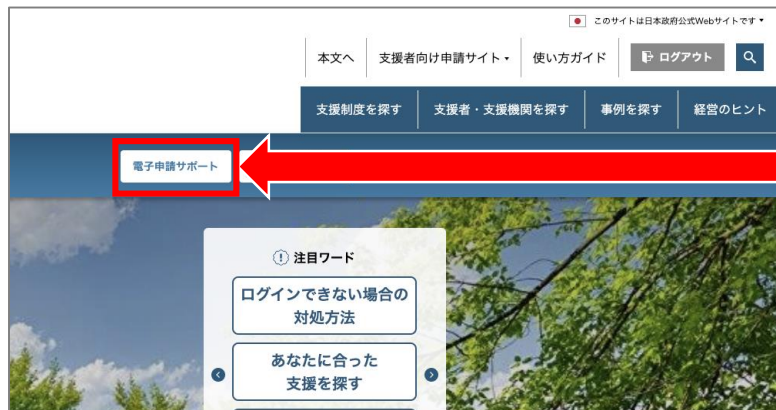 このサイトは日本政府公式Webサイトです
本文へ 支援者向け申請サイト 使い方ガイド ログアウト
支援制度を探す 支援者・支援機関を探す 事例を探す 経営のヒント
電子申請サポート
注目ワード
ログインできない場合の
対処方法
あなたに合った
支援を探す